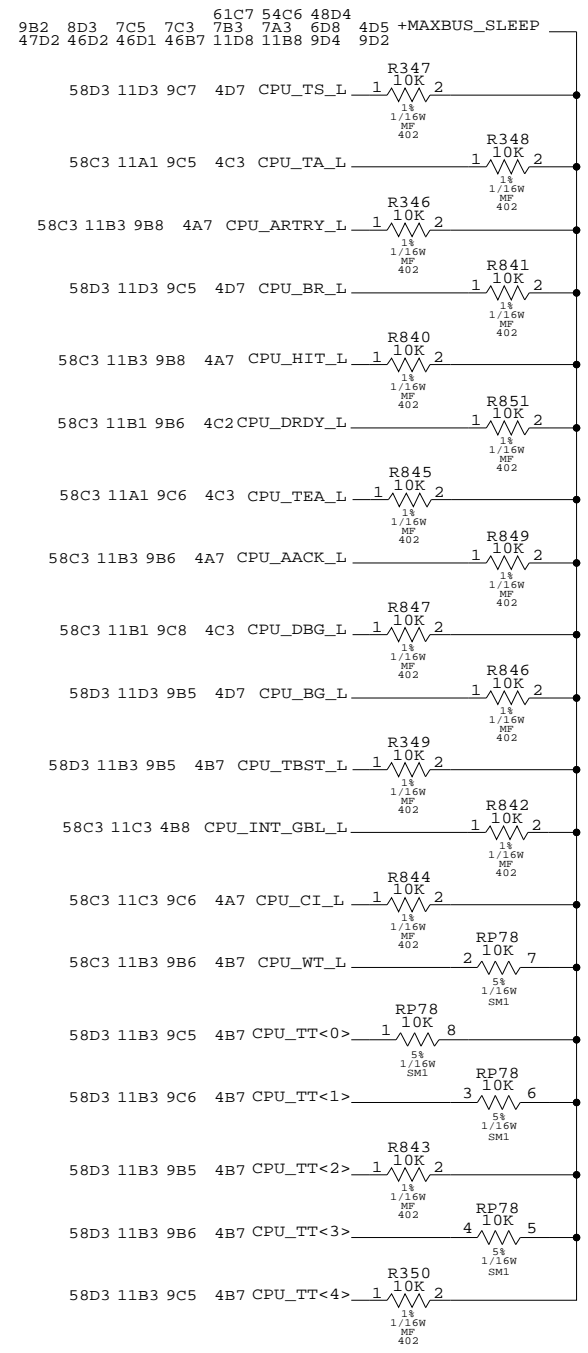 61C7 54C6 48D4
9B2 8D3 7C5 7C3 7B3 7A3 6D8 4D5 +MAXBUS_SLEEP
47D2 46D2 46D1 46B7 11D8 11B8 9D4 9D2
R347
10K
58D3 11D3 9C7 4D7 CPU_TS_L 1 2
1%
1/16W
MF
402
R348
10K
58C3 11A1 9C5 4C3 CPU_TA_L 1 2
1%
1/16W
MF
402
R346
10K
58C3 11B3 9B8 4A7 CPU_ARTRY_L 1 2
1%
1/16W
MF
402
R841
10K
58D3 11D3 9C5 4D7 CPU_BR_L 1 2
1%
1/16W
MF
402
R840
10K
58C3 11B3 9B8 4A7 CPU_HIT_L 1 2
1%
1/16W
MF
402
R851
10K
58C3 11B1 9B6 4C2 CPU_DRDY_L 1 2
1%
1/16W
MF
402
R845
10K
58C3 11A1 9C6 4C3 CPU_TEA_L 1 2
1%
1/16W
MF
402
R849
10K
58C3 11B3 9B6 4A7 CPU_AACK_L 1 2
1%
1/16W
MF
402
R847
10K
58C3 11B1 9C8 4C3 CPU_DBG_L 1 2
1%
1/16W
MF
402
R846
10K
58D3 11D3 9B5 4D7 CPU_BG_L 1 2
1%
1/16W
MF
402
R349
10K
58D3 11B3 9B5 4B7 CPU_TBST_L 1 2
1%
1/16W
MF
402
R842
10K
58C3 11C3 4B8 CPU_INT_GBL_L 1 2
1%
1/16W
MF
402
R844
10K
58C3 11C3 9C6 4A7 CPU_CI_L 1 2
1%
1/16W
MF
402
RP78
10K
58C3 11B3 9B6 4B7 CPU_WT_L 2 7
5%
1/16W
SM1
RP78
10K
58D3 11B3 9C5 4B7 CPU_TT<0> 1 8
5%
1/16W
SM1
RP78
10K
58D3 11B3 9C6 4B7 CPU_TT<1> 3 6
5%
1/16W
SM1
R843
10K
58D3 11B3 9B5 4B7 CPU_TT<2> 1 2
1%
1/16W
MF
402
RP78
10K
58D3 11B3 9B6 4B7 CPU_TT<3> 4 5
5%
1/16W
SM1
R350
10K
58D3 11B3 9C5 4B7 CPU_TT<4> 1 2
1%
1/16W
MF
402